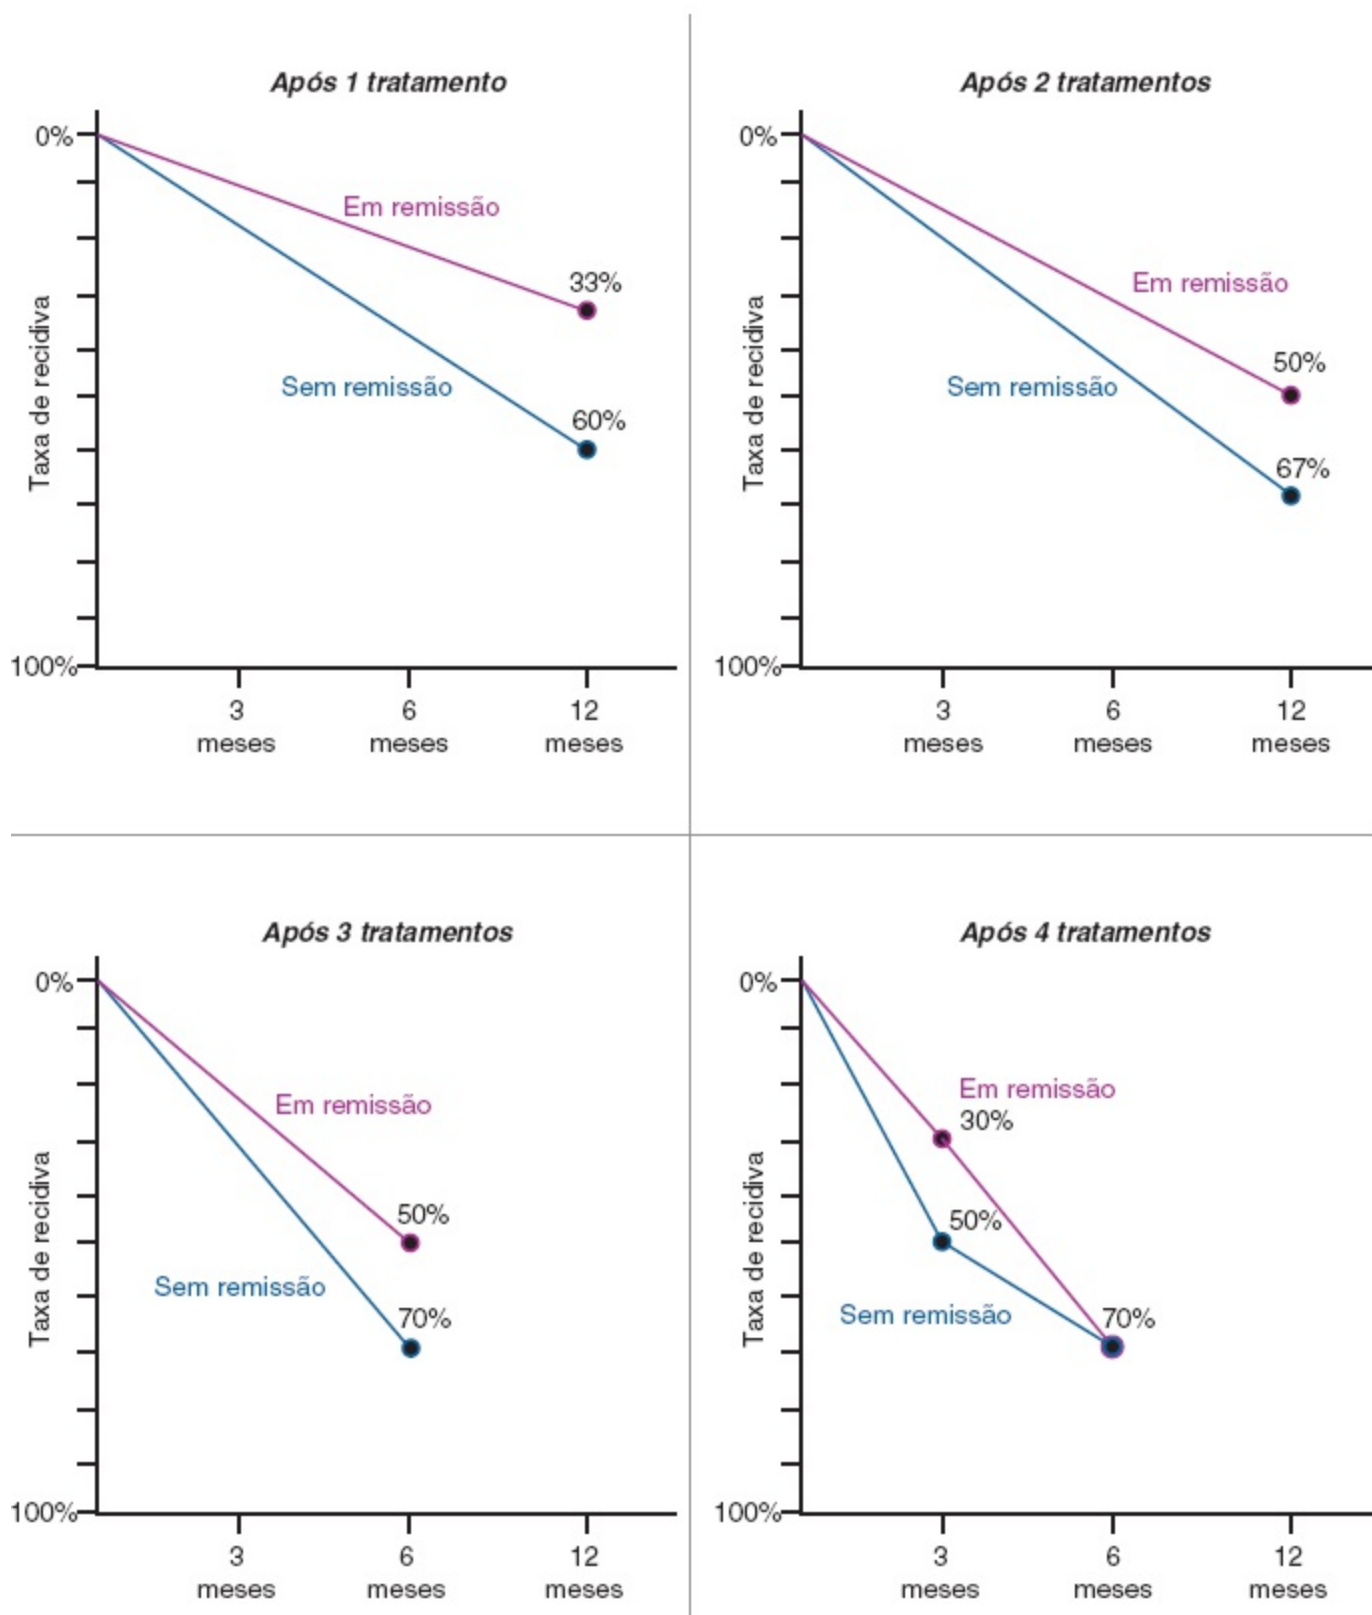 Após 1 tratamento
0%
Em remissão
33%
Sem remissão
60%
Taxa de recidiva
100%
3 6 12
meses meses meses
Após 2 tratamentos
0%
Em remissão
50%
Sem remissão
67%
Taxa de recidiva
100%
3 6 12
meses meses meses
Após 3 tratamentos
0%
Em remissão
50%
Sem remissão
70%
Taxa de recidiva
100%
3 6 12
meses meses meses
Após 4 tratamentos
0%
Em remissão
30%
50%
Sem remissão
70%
Taxa de recidiva
100%
3 6 12
meses meses meses